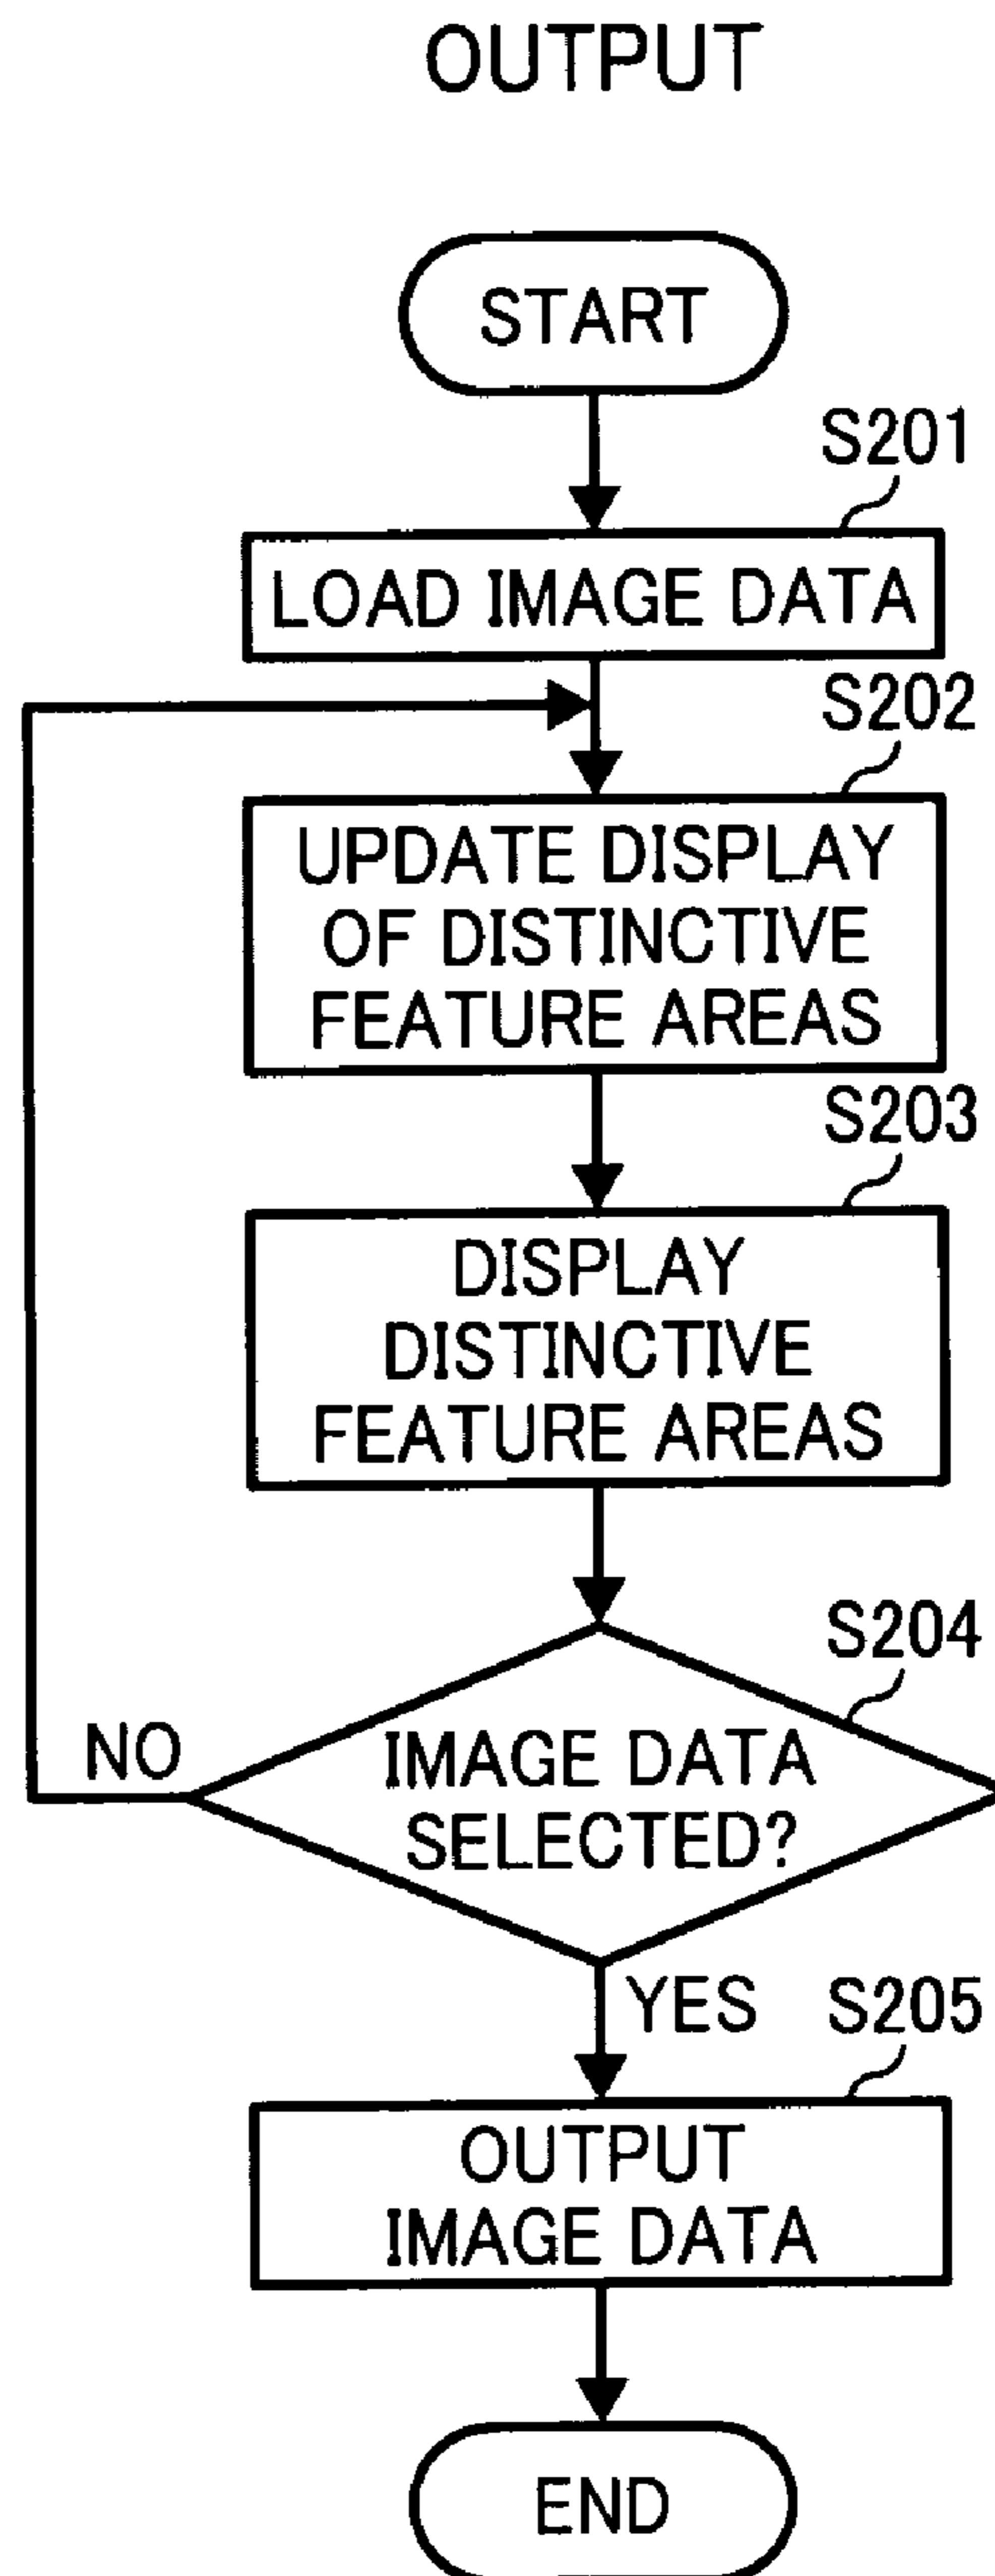 OUTPUT
START
S201
LOAD IMAGE DATA
S202
UPDATE DISPLAY
OF DISTINCTIVE
FEATURE AREAS
S203
DISPLAY
DISTINCTIVE
FEATURE AREAS
S204
NO
IMAGE DATA
SELECTED?
YES
S205
OUTPUT
IMAGE DATA
END